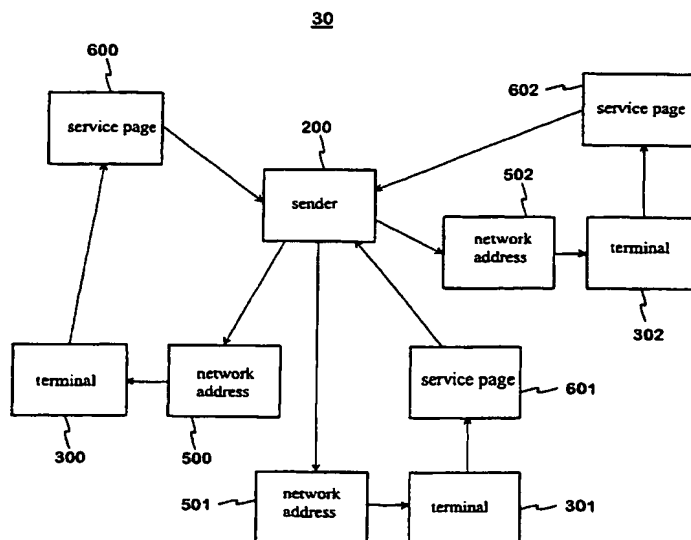 30
600
service page
602
service page
200
sender
502
network
address
terminal
302
terminal
300
network
address
500
service page
601
501
network
address
terminal
301